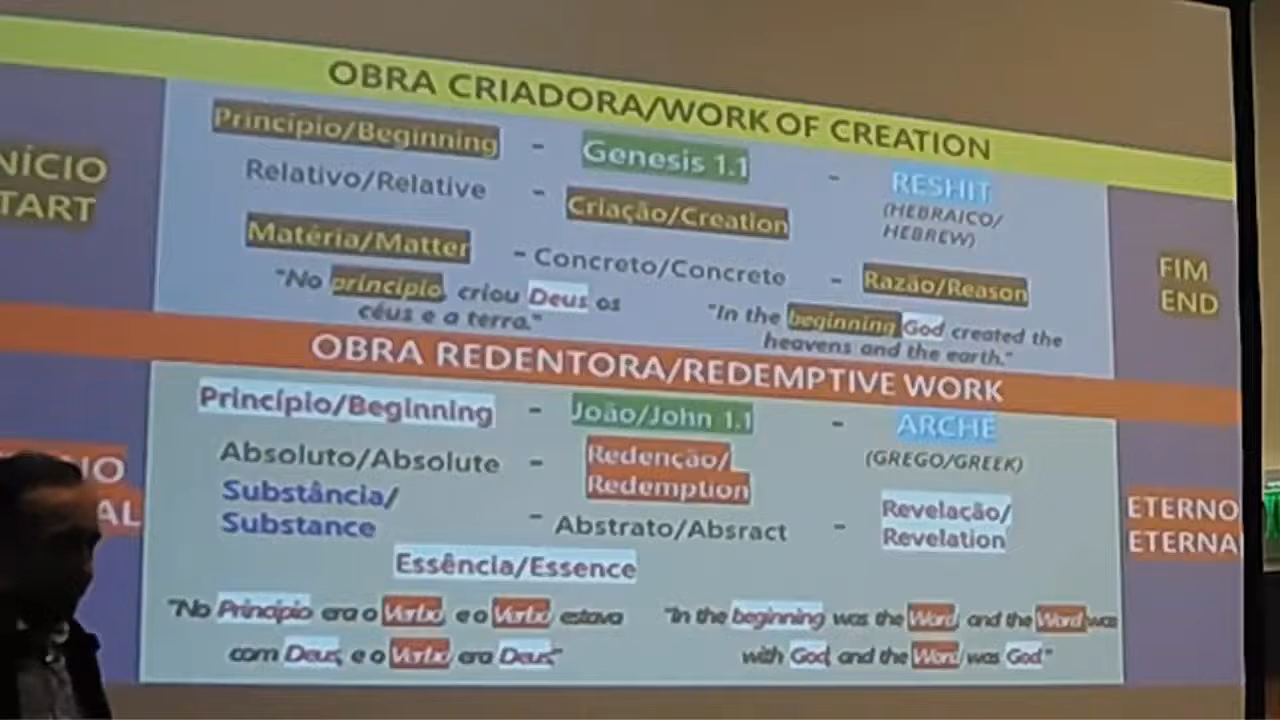 OBRA CRIADORA/WORK OF CREATION
NÍCIO
TART
Princípio/Beginning - Genesis 1.1 - RESHIT
(HEBRAICO/
HEBREW)
Relativo/Relative - Criação/Creation
Matéria/Matter - Concreto/Concrete - Razão/Reason
"No princípio, criou Deus os
céus e a terra."
"In the beginning God created the
heavens and the earth."
FIM
END
OBRA REDENTORA/REDEMPTIVE WORK
NO
AL
Princípio/Beginning - João/John 1.1 - ARCHE
(GREGO/GREEK)
Absoluto/Absolute - Redenção/
Redemption
Substância/
Substance - Abstrato/Absract - Revelação/
Revelation
Essência/Essence
"No Princípio era o Verbo, e o Verbo estava
com Deus, e o Verbo era Deus."
"In the beginning was the Word, and the Word was
with God, and the Word was God."
ETERNO
ETERNA